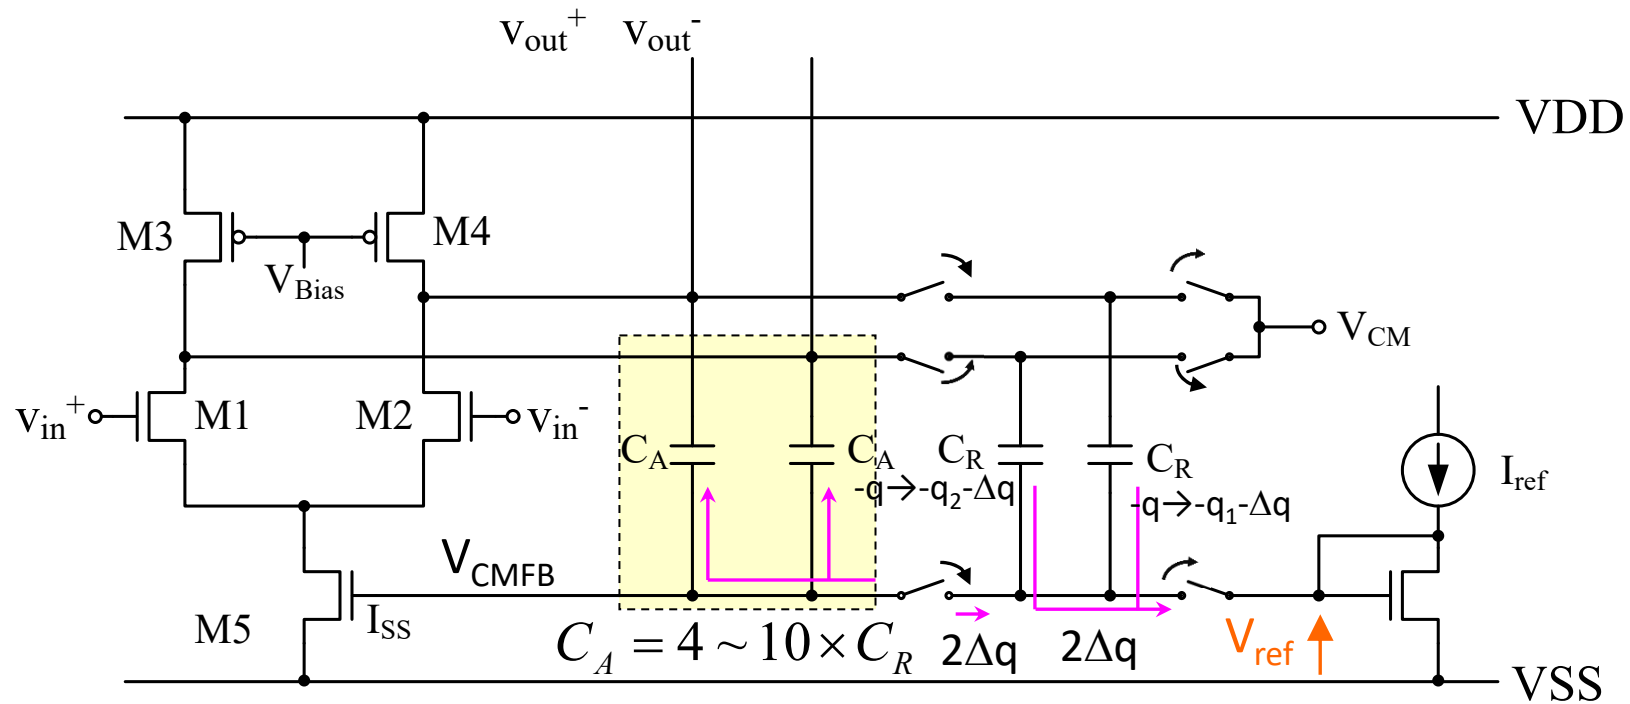 vout+ vout-
VDD
M3
M4
VBias
VCM
vin+
M1
M2
vin-
CA
CA
CR
CR
Iref
-q→-q2-Δq
-q→-q1-Δq
VCMFB
M5
ISS
CA = 4 ~ 10 × CR
2Δq
2Δq
Vref
VSS